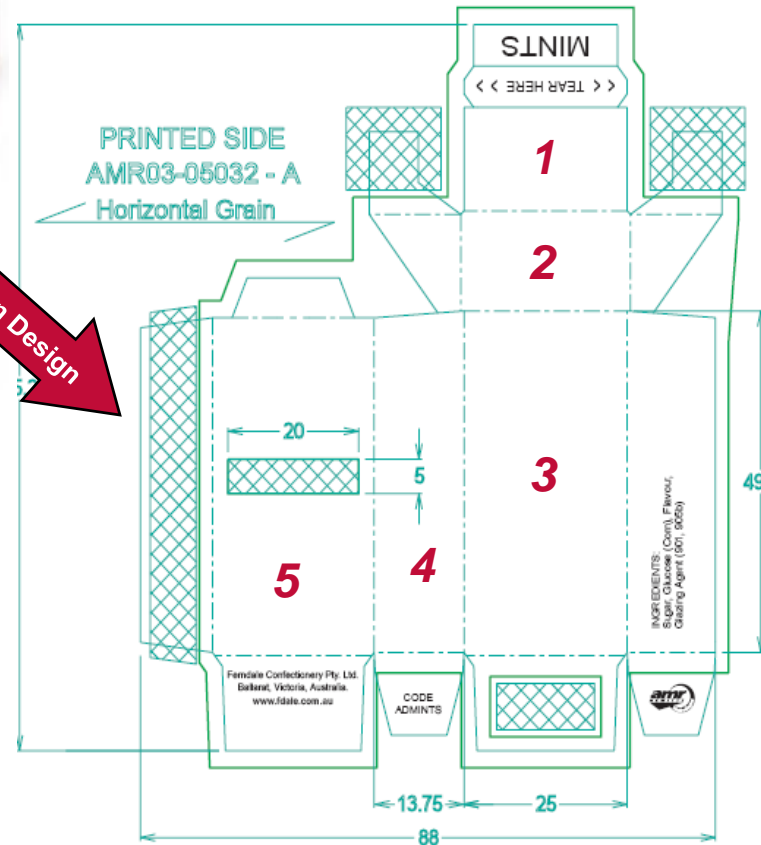 MINTS
< < TEAR HERE > >
1
PRINTED SIDE
AMR03-05032 - A
Horizontal Grain
2
n Design
20
5
3
49
5
4
INGREDIENTS:
Sugar, Glucose (Corn), Flavour,
Glazing Agent (901, 905b)
Ferndale Confectionery Pty. Ltd.
Ballarat, Victoria, Australia.
www.fdale.com.au
CODE
ADMINTS
amr
13.75
25
88